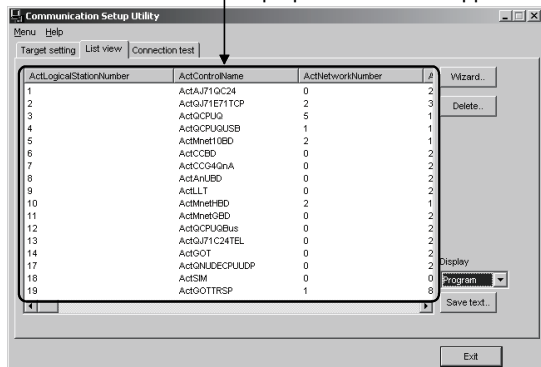 Communication Setup Utility
Menu Help
Target setting List view Connection test
ActLogicalStationNumber ActControlName ActNetworkNumber A
1 ActAJ71QC24 0 2
2 ActQJ71E71TCP 2 3
3 ActQCPUQ 5 1
4 ActQCPUQUSB 1 1
5 ActMnet10BD 2 1
6 ActCCBD 0 2
7 ActCCG4QnA 0 2
8 ActAnUBD 0 2
9 ActLLT 0 2
10 ActMnetHBD 2 1
11 ActMnetGBD 0 2
12 ActQCPUQBus 0 2
13 ActQJ71C24TEL 0 2
14 ActGOT 0 2
17 ActQNUDECPUUDP 0 2
18 ActSIM 0 0
19 ActGOTTRSP 1 8
Wizard..
Delete..
Display
Program
Save text..
Exit